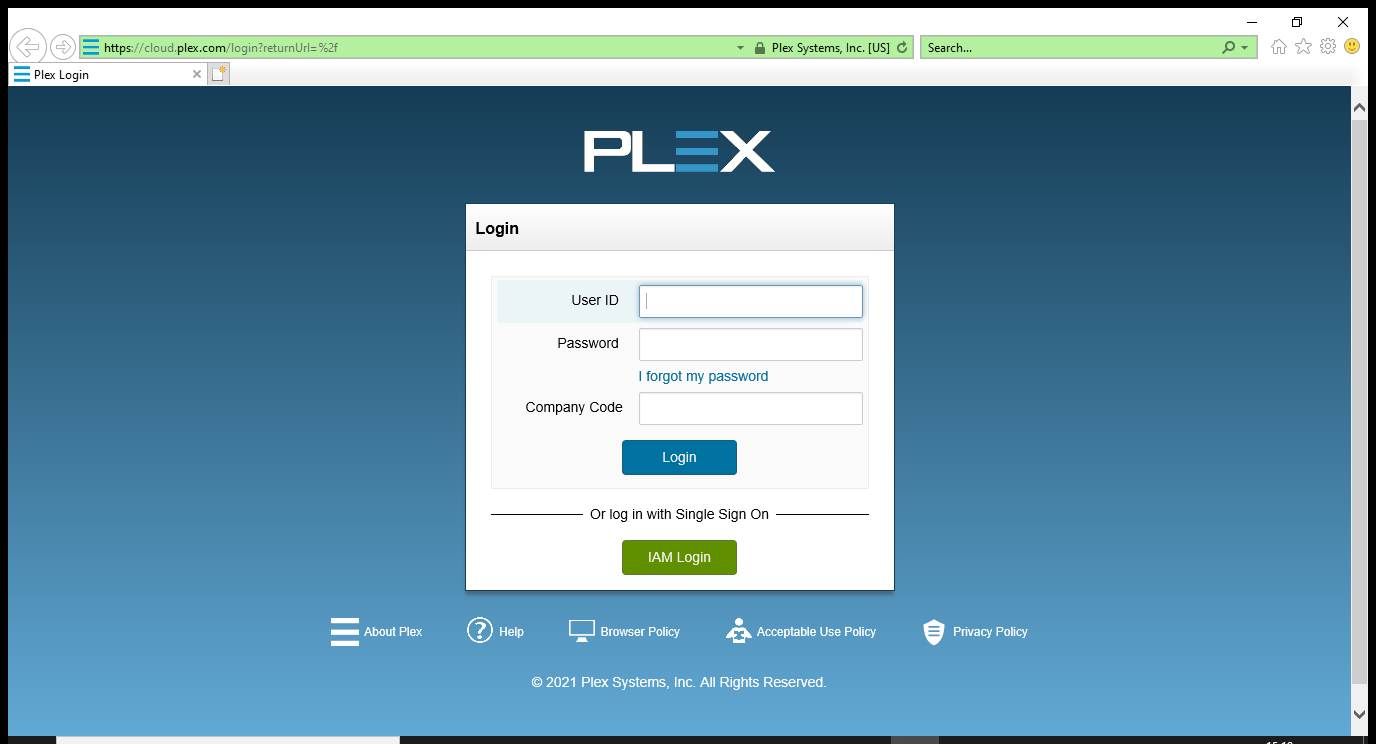 https://cloud.plex.com/login?returnUrl=%2f
Plex Systems, Inc. [US]
Search...
Plex Login
PLEX
Login
User ID
Password
I forgot my password
Company Code
Login
Or log in with Single Sign On
IAM Login
About Plex
Help
Browser Policy
Acceptable Use Policy
Privacy Policy
© 2021 Plex Systems, Inc. All Rights Reserved.